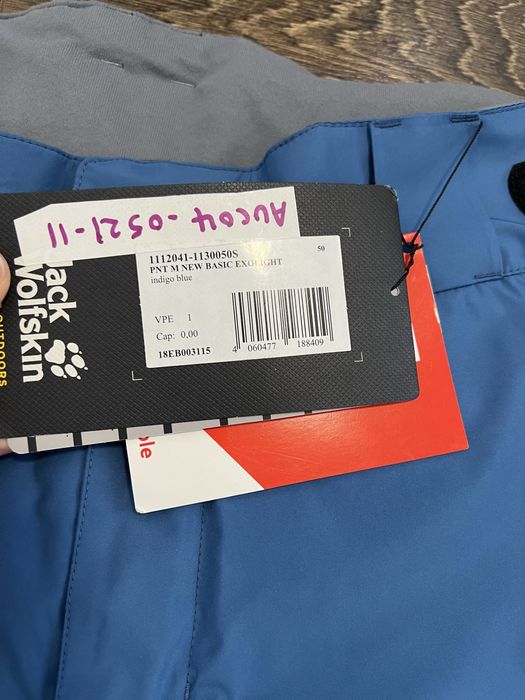 AUC04-0521-11
Jack
Wolfskin
OUTDOORS
1112041-1130050S 50
PNT M NEW BASIC EXOLIGHT
indigo blue
VPE 1
Cap: 0,00
18EB003115
4 060477 188409